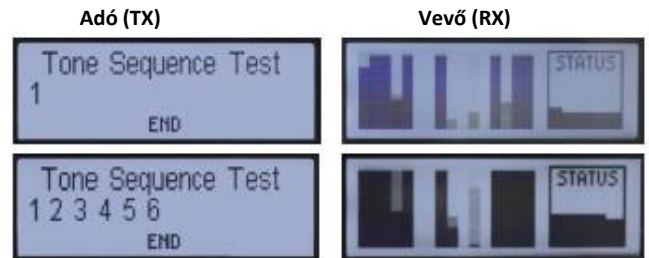 Adó (TX) Vevő (RX)
Tone Sequence Test
1
END
STATUS
Tone Sequence Test
1 2 3 4 5 6
END
STATUS